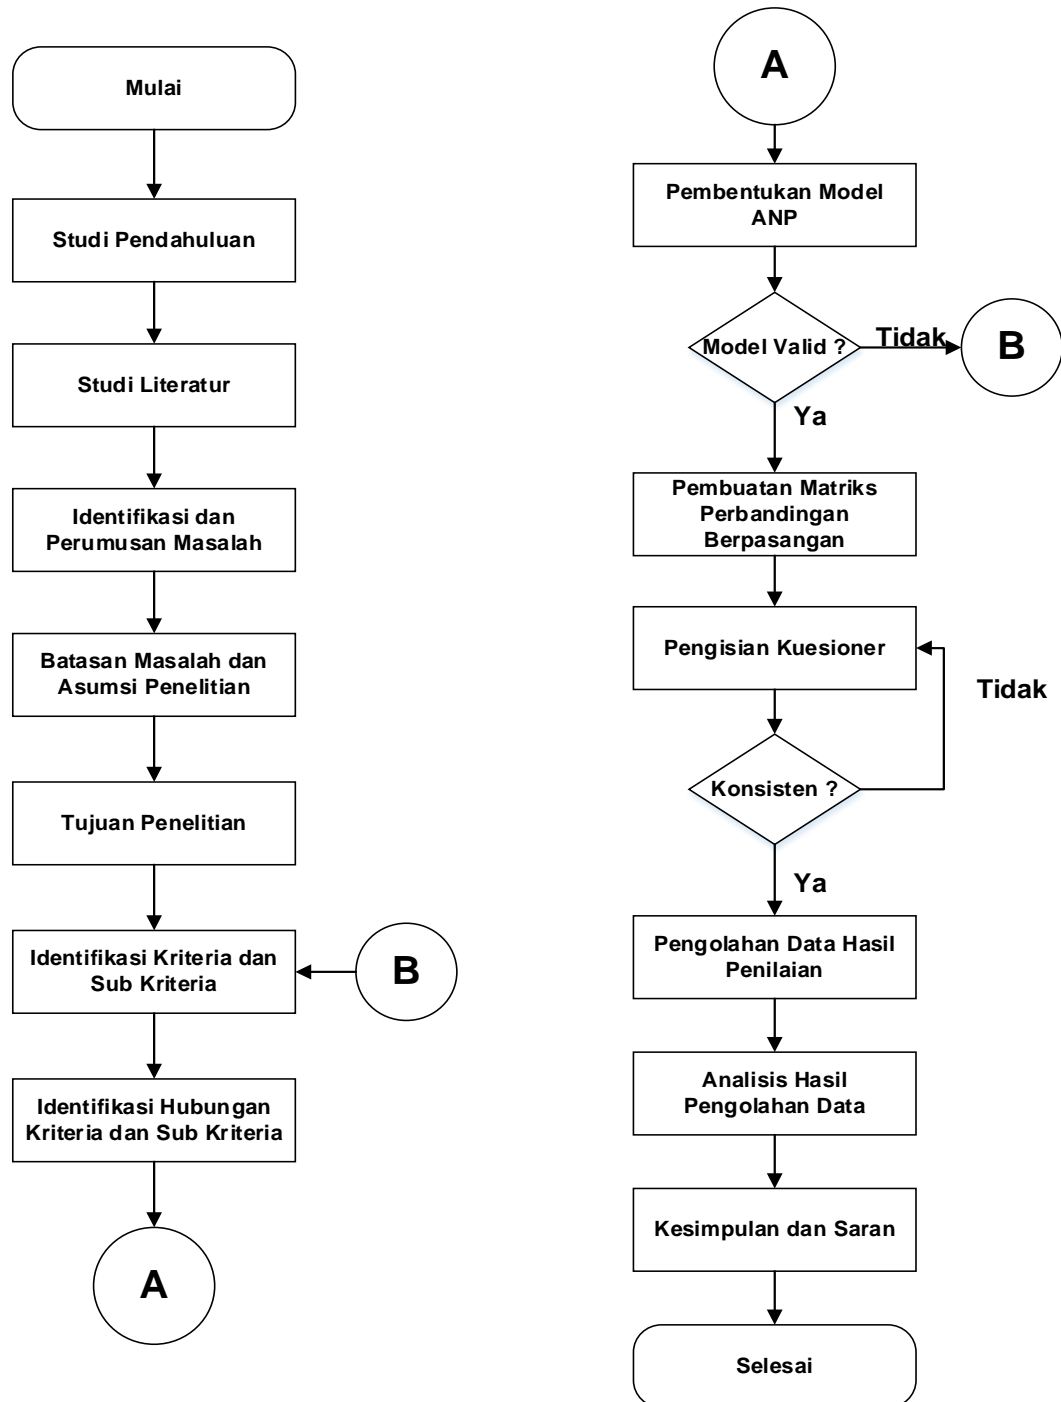 Mulai
Studi Pendahuluan
Studi Literatur
Identifikasi dan
Perumusan Masalah
Batasan Masalah dan
Asumsi Penelitian
Tujuan Penelitian
Identifikasi Kriteria dan
Sub Kriteria
B
Identifikasi Hubungan
Kriteria dan Sub Kriteria
A
A
Pembentukan Model
ANP
Model Valid ?
Tidak
B
Ya
Pembuatan Matriks
Perbandingan
Berpasangan
Pengisian Kuesioner
Tidak
Konsisten ?
Ya
Pengolahan Data Hasil
Penilaian
Analisis Hasil
Pengolahan Data
Kesimpulan dan Saran
Selesai